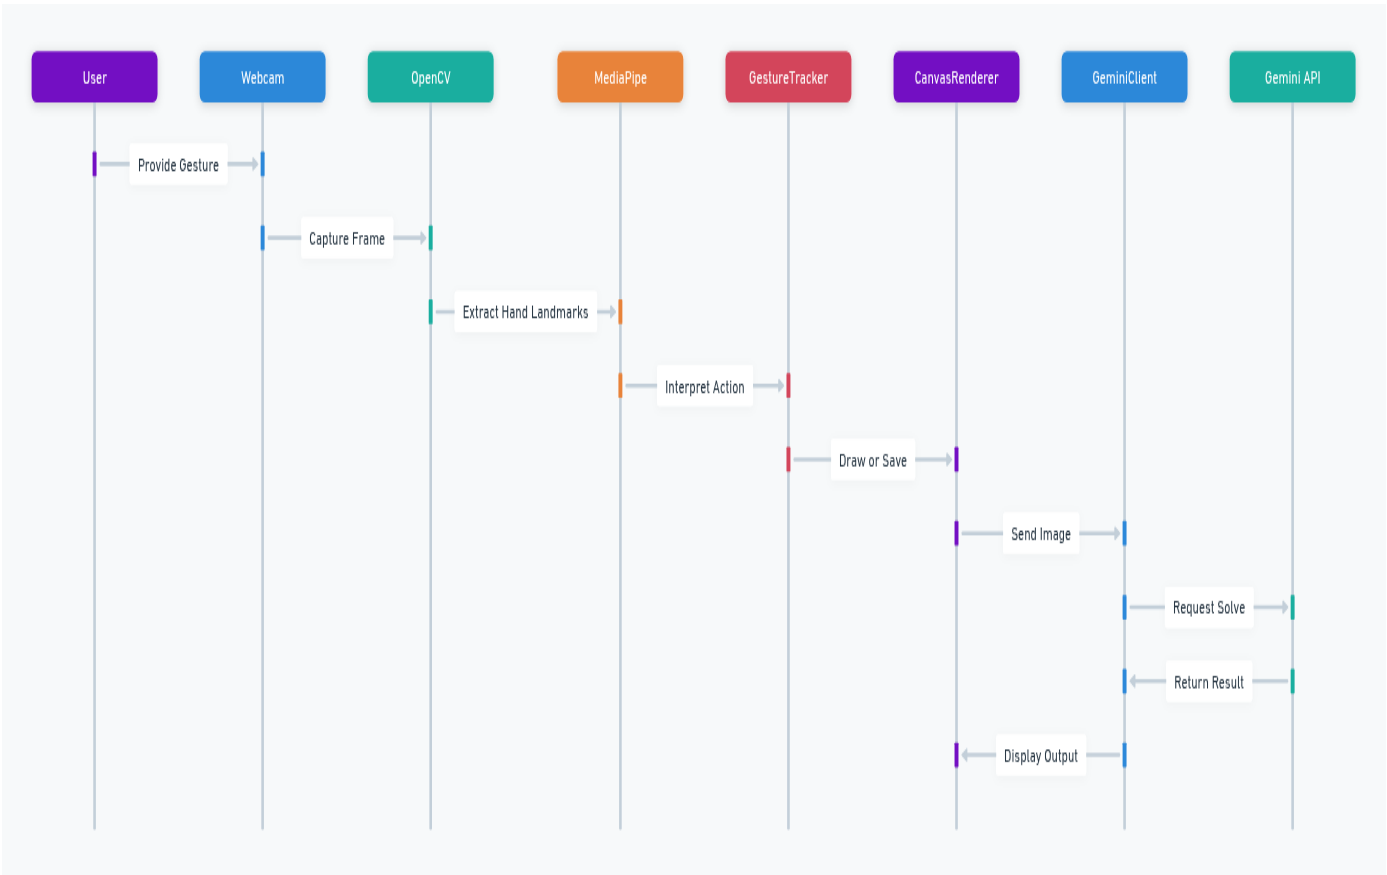 User
Webcam
OpenCV
MediaPipe
GestureTracker
CanvasRenderer
GeminiClient
Gemini API
Provide Gesture
Capture Frame
Extract Hand Landmarks
Interpret Action
Draw or Save
Send Image
Request Solve
Return Result
Display Output